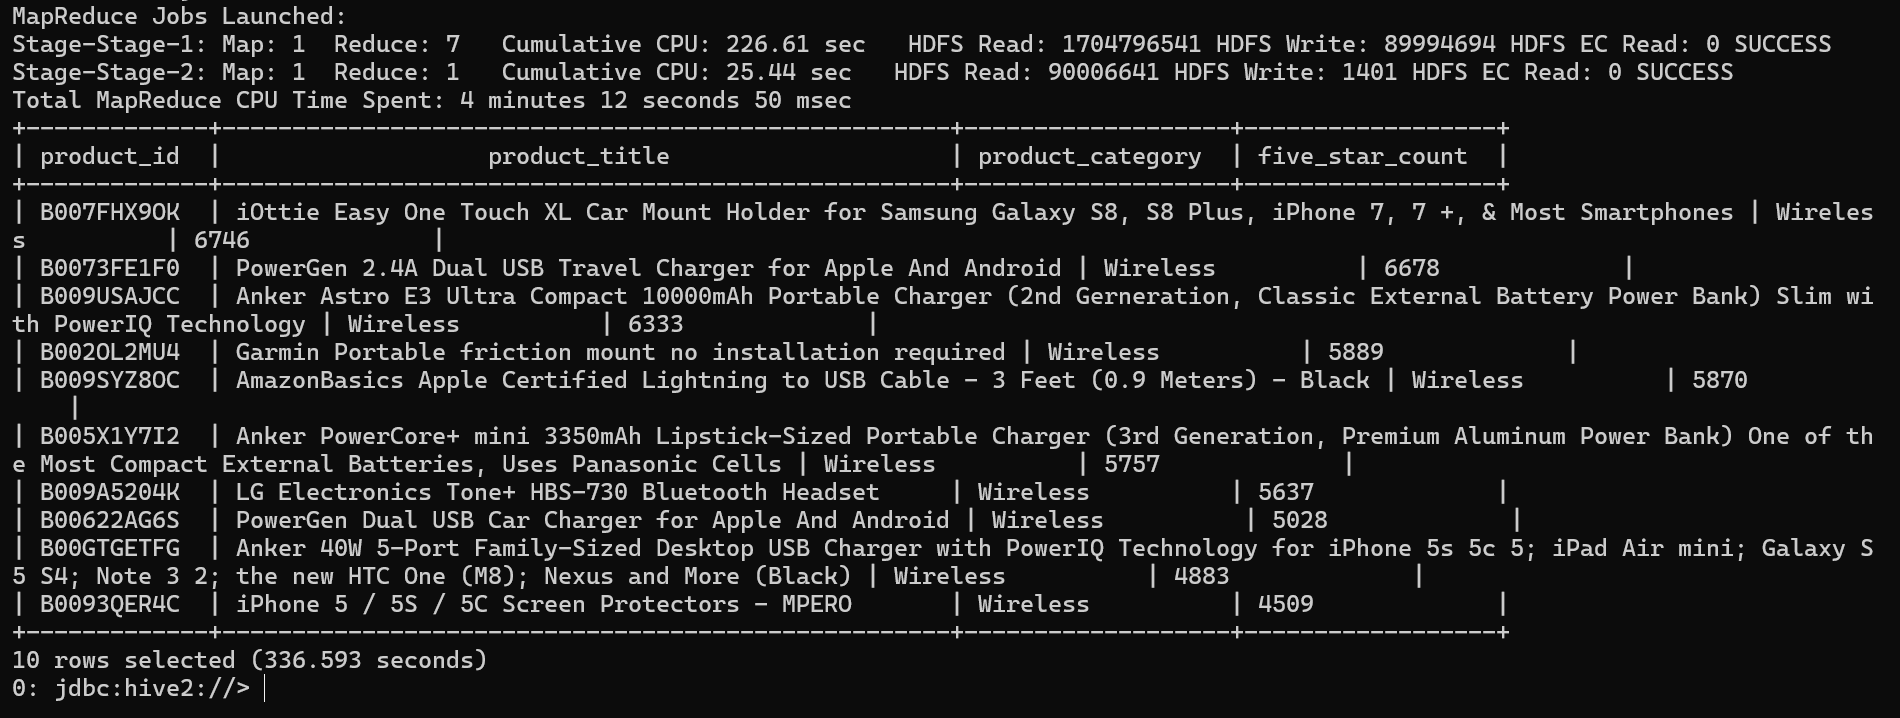 MapReduce Jobs Launched:
Stage-Stage-1: Map: 1  Reduce: 7   Cumulative CPU: 226.61 sec   HDFS Read: 1704796541 HDFS Write: 89994694 HDFS EC Read: 0 SUCCESS
Stage-Stage-2: Map: 1  Reduce: 1   Cumulative CPU: 25.44 sec   HDFS Read: 90006641 HDFS Write: 1401 HDFS EC Read: 0 SUCCESS
Total MapReduce CPU Time Spent: 4 minutes 12 seconds 50 msec
+-------------+----------------------------------------------------+-------------------+------------------+
| product_id  |                   product_title                    | product_category  | five_star_count  |
+-------------+----------------------------------------------------+-------------------+------------------+
| B007FHX9OK  | iOttie Easy One Touch XL Car Mount Holder for Samsung Galaxy S8, S8 Plus, iPhone 7, 7 +, & Most Smartphones | Wireles
s          | 6746             |
| B0073FE1F0  | PowerGen 2.4A Dual USB Travel Charger for Apple And Android | Wireless          | 6678             |
| B009USAJCC  | Anker Astro E3 Ultra Compact 10000mAh Portable Charger (2nd Gerneration, Classic External Battery Power Bank) Slim wi
th PowerIQ Technology | Wireless          | 6333             |
| B002OL2MU4  | Garmin Portable friction mount no installation required | Wireless          | 5889             |
| B009SYZ8OC  | AmazonBasics Apple Certified Lightning to USB Cable - 3 Feet (0.9 Meters) - Black | Wireless          | 5870
    |
| B005X1Y7I2  | Anker PowerCore+ mini 3350mAh Lipstick-Sized Portable Charger (3rd Generation, Premium Aluminum Power Bank) One of th
e Most Compact External Batteries, Uses Panasonic Cells | Wireless          | 5757             |
| B009A5204K  | LG Electronics Tone+ HBS-730 Bluetooth Headset     | Wireless          | 5637             |
| B00622AG6S  | PowerGen Dual USB Car Charger for Apple And Android | Wireless          | 5028             |
| B00GTGETFG  | Anker 40W 5-Port Family-Sized Desktop USB Charger with PowerIQ Technology for iPhone 5s 5c 5; iPad Air mini; Galaxy S
5 S4; Note 3 2; the new HTC One (M8); Nexus and More (Black) | Wireless          | 4883             |
| B0093QER4C  | iPhone 5 / 5S / 5C Screen Protectors - MPERO       | Wireless          | 4509             |
+-------------+----------------------------------------------------+-------------------+------------------+
10 rows selected (336.593 seconds)
0: jdbc:hive2://>